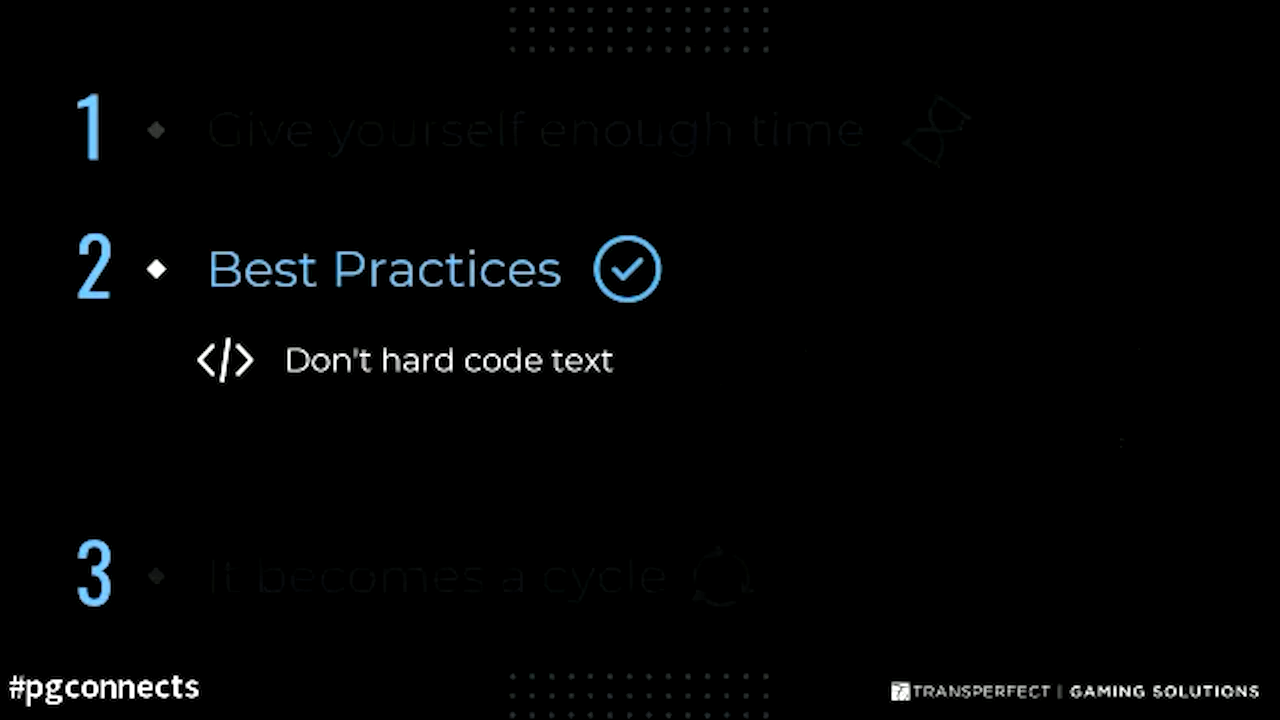 1 Give yourself enough time
2 Best Practices
</> Don't hard code text
3 It becomes a cycle
#pgconnects
TRANSPERFECT | GAMING SOLUTIONS